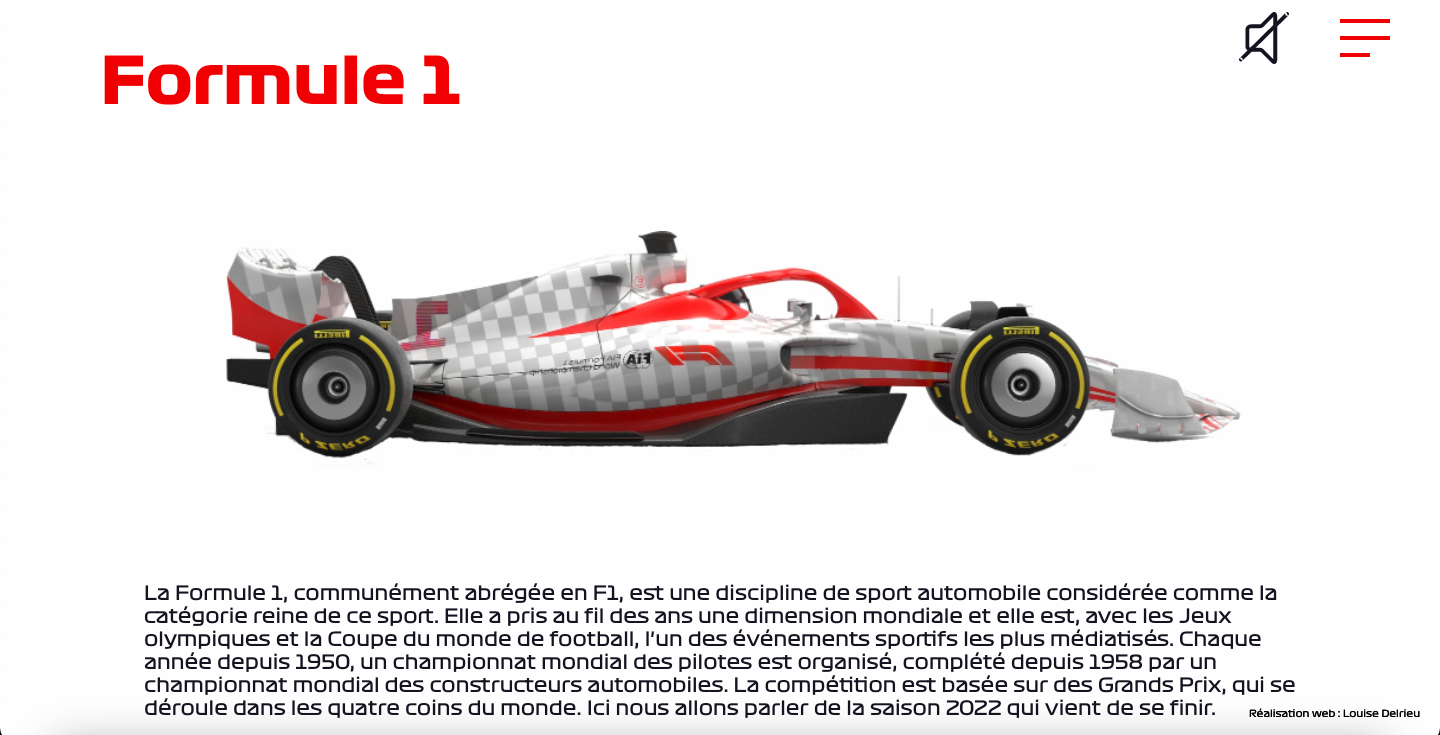 Formule 1
FIA Formula 1
World Championship
FiA
PIRELLI
PIRELLI
P ZERO
P ZERO
La Formule 1, communément abrégée en F1, est une discipline de sport automobile considérée comme la
catégorie reine de ce sport. Elle a pris au fil des ans une dimension mondiale et elle est, avec les Jeux
olympiques et la Coupe du monde de football, l'un des événements sportifs les plus médiatisés. Chaque
année depuis 1950, un championnat mondial des pilotes est organisé, complété depuis 1958 par un
championnat mondial des constructeurs automobiles. La compétition est basée sur des Grands Prix, qui se
déroule dans les quatre coins du monde. Ici nous allons parler de la saison 2022 qui vient de se finir.
Réalisation web : Louise Delrieu